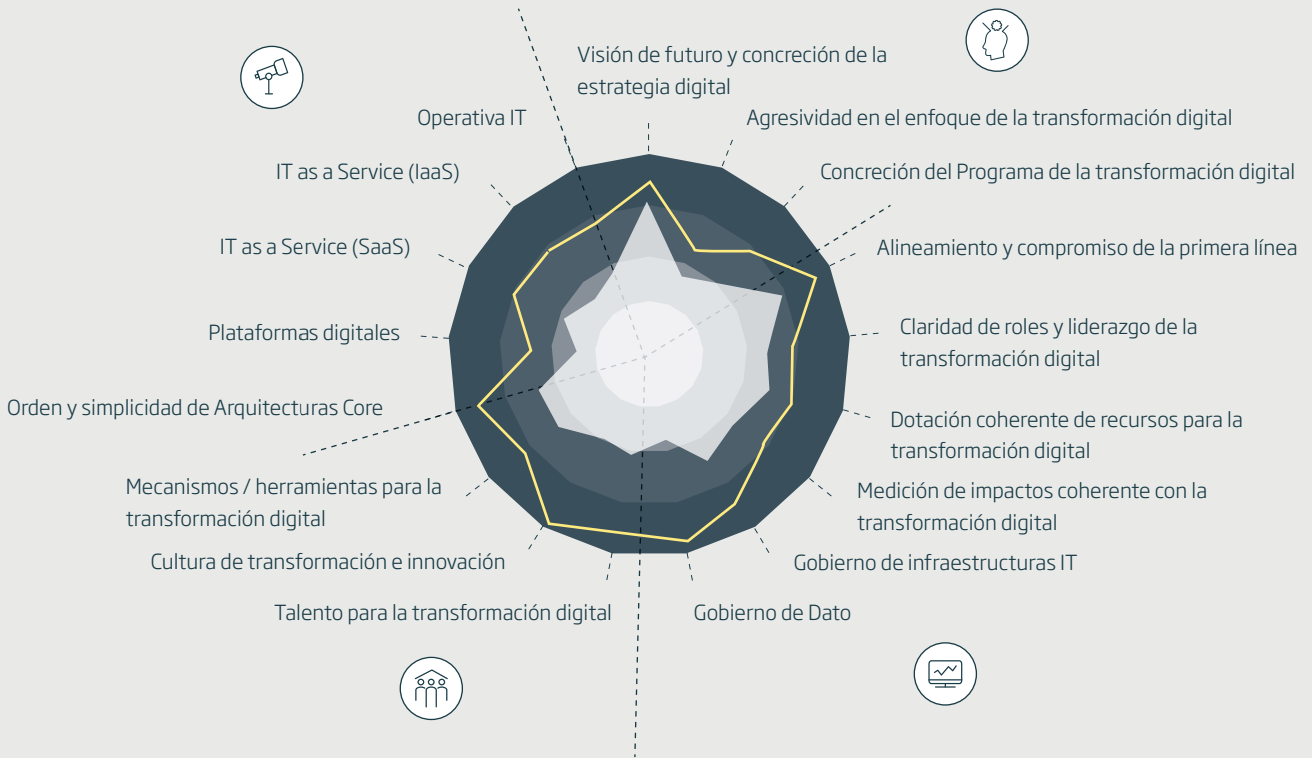 Visión de futuro y concreción de la
estrategia digital
Agresividad en el enfoque de la transformación digital
Concreción del Programa de la transformación digital
Alineamiento y compromiso de la primera línea
Claridad de roles y liderazgo de la
transformación digital
Dotación coherente de recursos para la
transformación digital
Medición de impactos coherente con la
transformación digital
Gobierno de infraestructuras IT
Gobierno de Dato
Talento para la transformación digital
Cultura de transformación e innovación
Mecanismos / herramientas para la
transformación digital
Orden y simplicidad de Arquitecturas Core
Plataformas digitales
IT as a Service (SaaS)
IT as a Service (IaaS)
Operativa IT